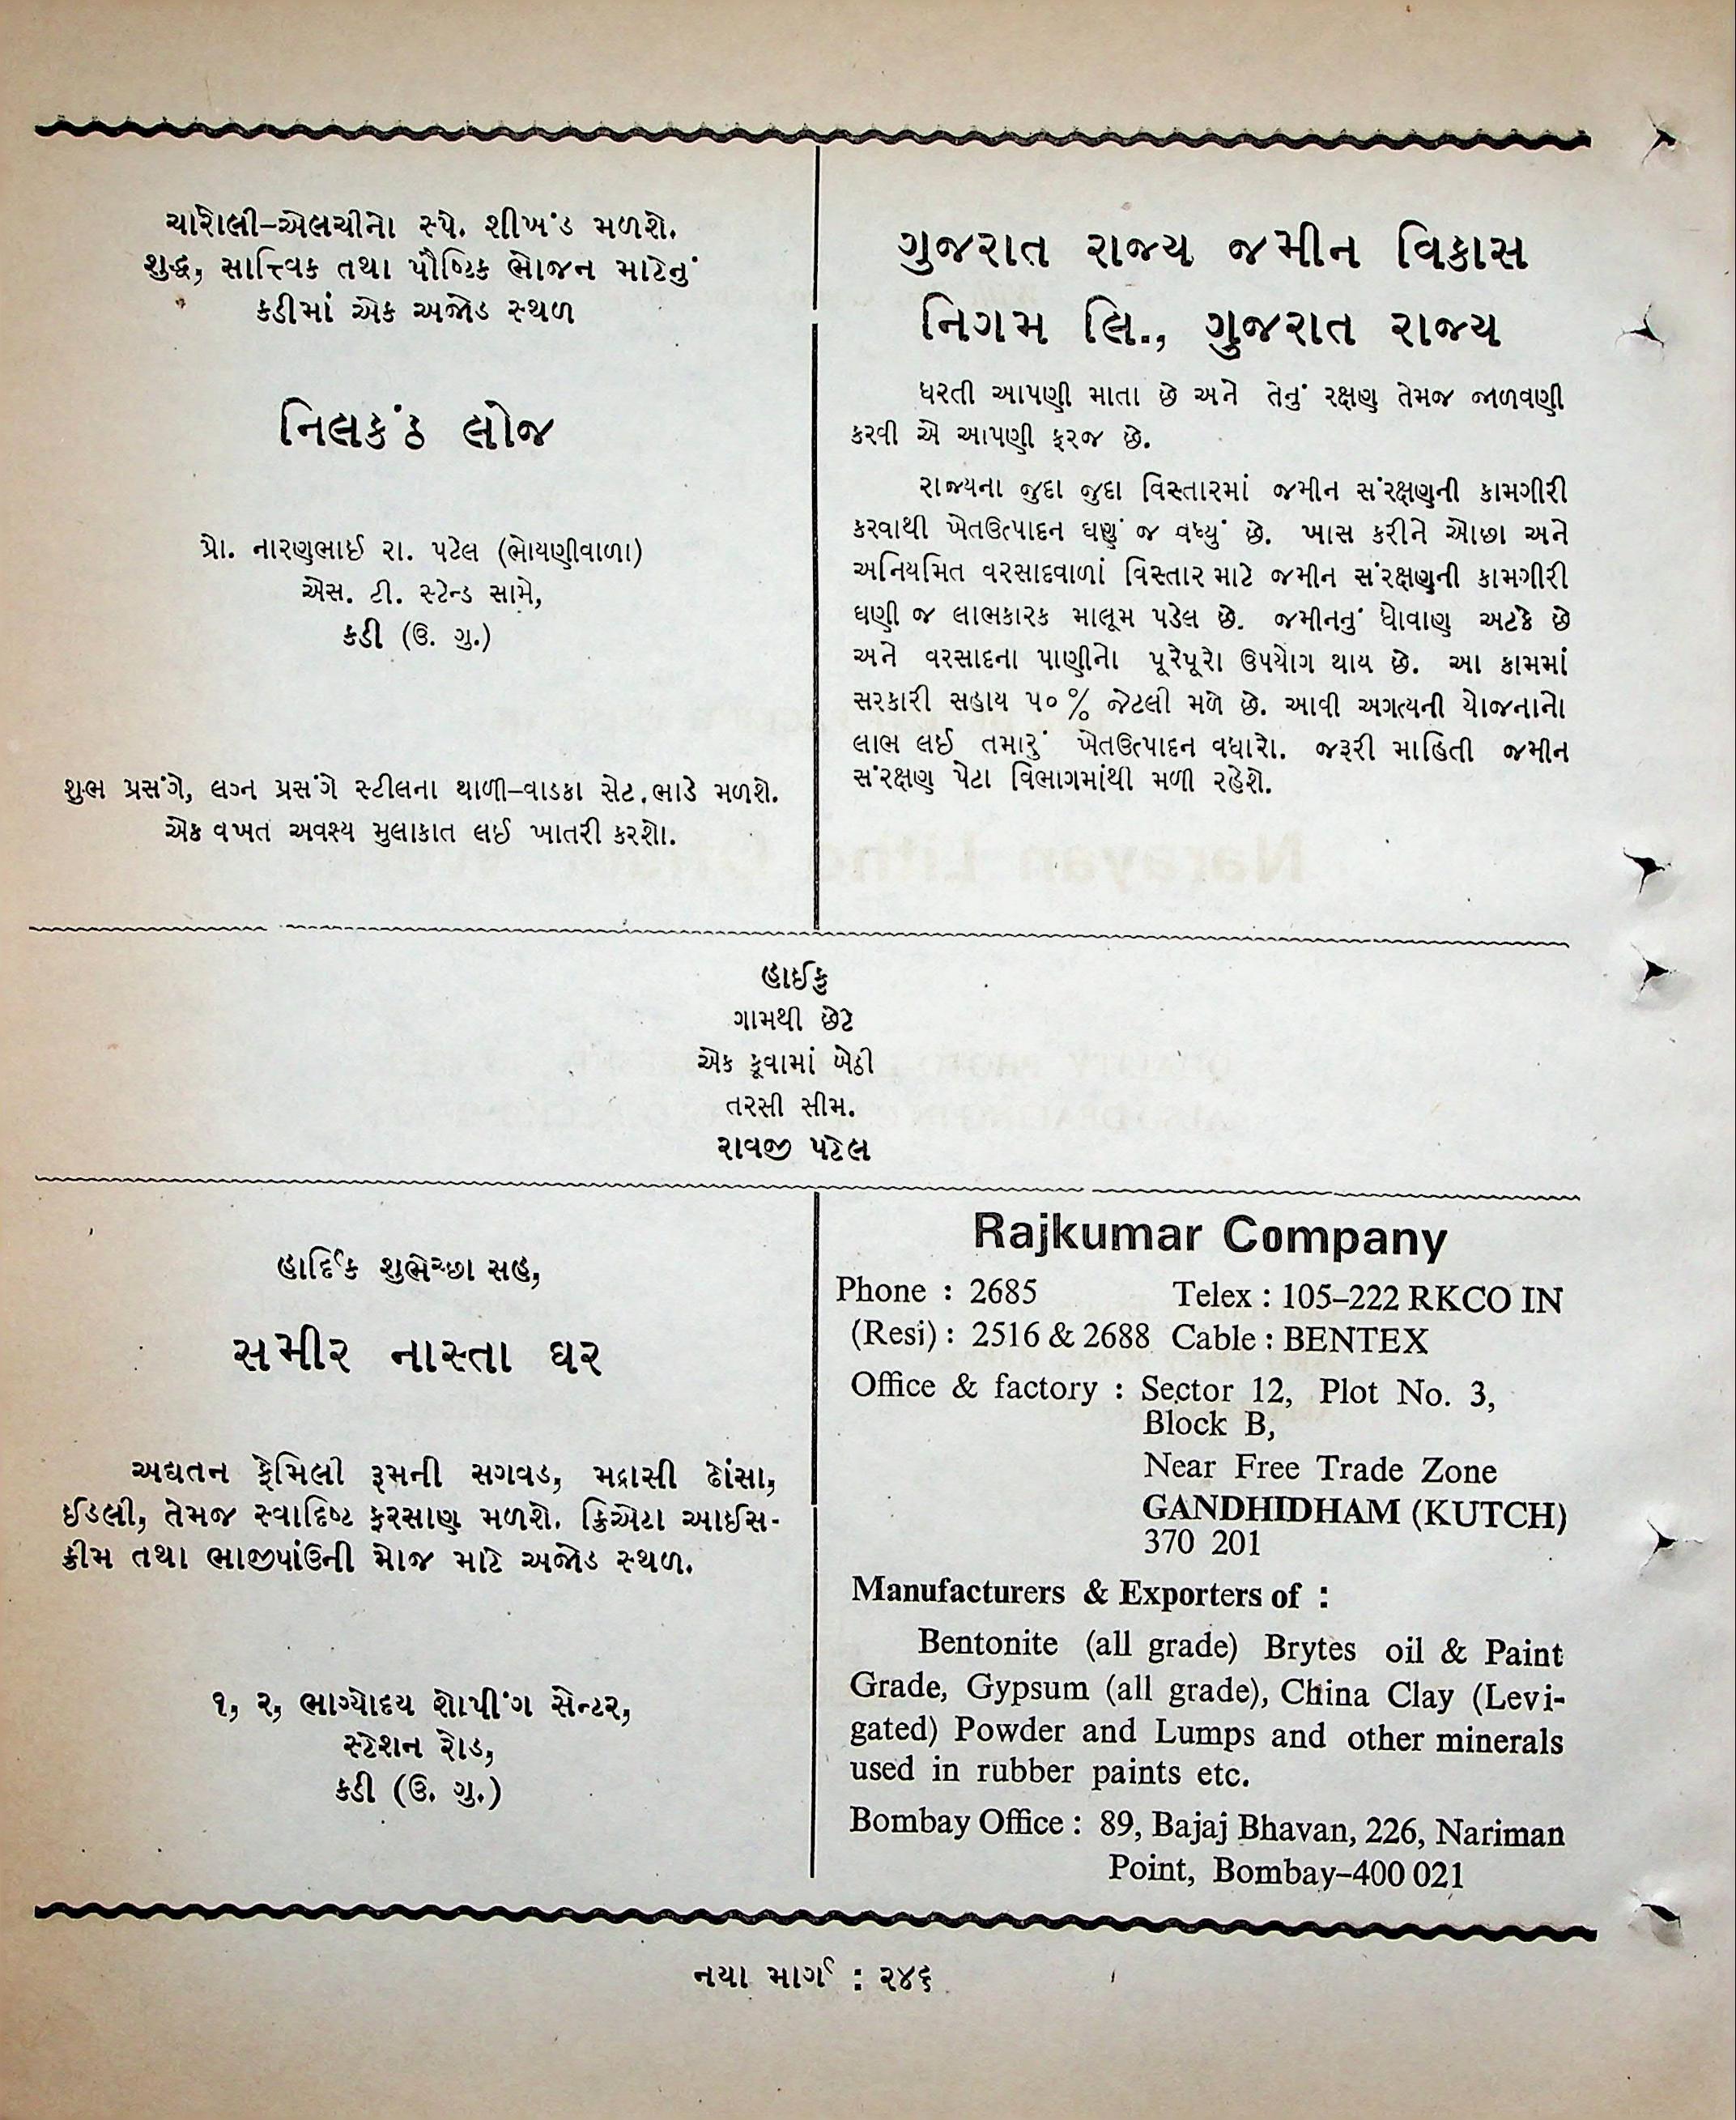 ચારોલી-એલચીનો સ્પે. શીખંડ મળશે.
શુદ્ધ, સાત્ત્વિક તથા પૌષ્ટિક ભોજન માટેનું
કડીમાં એક અજોડ સ્થળ
નિલકંઠ લોજ
પ્રો. નારણભાઈ રા. પટેલ (ભોયણીવાળા)
એસ. ટી. સ્ટેન્ડ સામે,
કડી (ઉ. ગુ.)
શુભ પ્રસંગે, લગ્ન પ્રસંગે સ્ટીલના થાળી-વાડકા સેટ.ભાડે મળશે.
એક વખત અવશ્ય મુલાકાત લઈ ખાતરી કરશો.
ગુજરાત રાજ્ય જમીન વિકાસ
નિગમ લિ., ગુજરાત રાજ્ય
ધરતી આપણી માતા છે અને તેનું રક્ષણ તેમજ જાળવણી
કરવી એ આપણી ફરજ છે.
રાજ્યના જુદા જુદા વિસ્તારમાં જમીન સંરક્ષણની કામગીરી
કરવાથી ખેતઉત્પાદન ઘણું જ વધ્યું છે. ખાસ કરીને ઓછા અને
અનિયમિત વરસાદવાળાં વિસ્તાર માટે જમીન સંરક્ષણની કામગીરી
ઘણી જ લાભકારક માલૂમ પડેલ છે. જમીનનું ધોવાણ અટકે છે
અને વરસાદના પાણીનો પૂરેપૂરો ઉપયોગ થાય છે. આ કામમાં
સરકારી સહાય ૫૦% જેટલી મળે છે. આવી અગત્યની યોજનાનો
લાભ લઈ તમારું ખેતઉત્પાદન વધારો. જરૂરી માહિતી જમીન
સંરક્ષણ પેટા વિભાગમાંથી મળી રહેશે.
હાઈકુ
ગામથી છેટે
એક કૂવામાં બેઠી
તરસી સીમ.
રાવજી પટેલ
હાર્દિક શુભેચ્છા સહ,
સમીર નાસ્તા ઘર
અદ્યતન ફેમિલી રૂમની સગવડ, મદ્રાસી ઢોંસા,
ઈડલી, તેમજ સ્વાદિષ્ટ ફરસાણ મળશે. ક્રિએટા આઈસ-
ક્રીમ તથા ભાજીપાંઉની મોજ માટે અજોડ સ્થળ.
૧, ૨, ભાગ્યોદય શોપીંગ સેન્ટર,
સ્ટેશન રોડ,
કડી (ઉ. ગુ.)
Rajkumar Company
Phone : 2685 Telex : 105-222 RKCO IN
(Resi) : 2516 & 2688 Cable : BENTEX
Office & factory : Sector 12, Plot No. 3,
Block B,
Near Free Trade Zone
GANDHIDHAM (KUTCH)
370 201
Manufacturers & Exporters of :
Bentonite (all grade) Brytes oil & Paint
Grade, Gypsum (all grade), China Clay (Levi-
gated) Powder and Lumps and other minerals
used in rubber paints etc.
Bombay Office : 89, Bajaj Bhavan, 226, Nariman
Point, Bombay-400 021
નયા માર્ગ : ૨૪૬